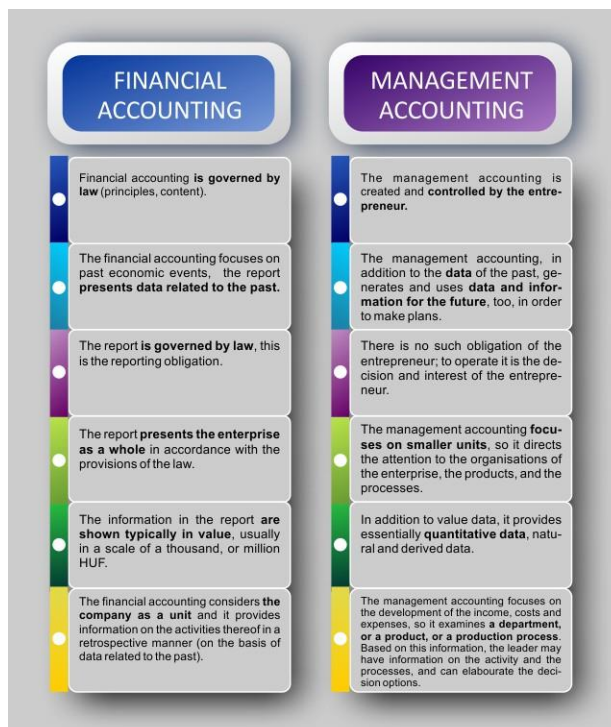 FINANCIAL
ACCOUNTING
Financial accounting is governed by
law (principles, content).
The financial accounting focuses on
past economic events, the report
presents data related to the past.
The report is governed by law, this
is the reporting obligation.
The report presents the enterprise
as a whole in accordance with the
provisions of the law.
The information in the report are
shown typically in value, usually
in a scale of a thousand, or million
HUF.
The financial accounting considers the
company as a unit and it provides
information on the activities thereof in a
retrospective manner (on the basis of
data related to the past).
MANAGEMENT
ACCOUNTING
The management accounting is
created and controlled by the entre-
preneur.
The management accounting, in
addition to the data of the past, ge-
nerates and uses data and infor-
mation for the future, too, in order
to make plans.
There is no such obligation of the
entrepreneur; to operate it is the de-
cision and interest of the entrepre-
neur.
The management accounting focu-
ses on smaller units, so it directs
the attention to the organisations of
the enterprise, the products, and the
processes.
In addition to value data, it provides
essentially quantitative data, natu-
ral and derived data.
The management accounting focuses on
the development of the income, costs and
expenses, so it examines a department,
or a product, or a production process.
Based on this information, the leader may
have information on the activity and the
processes, and can elabourate the deci-
sion options.